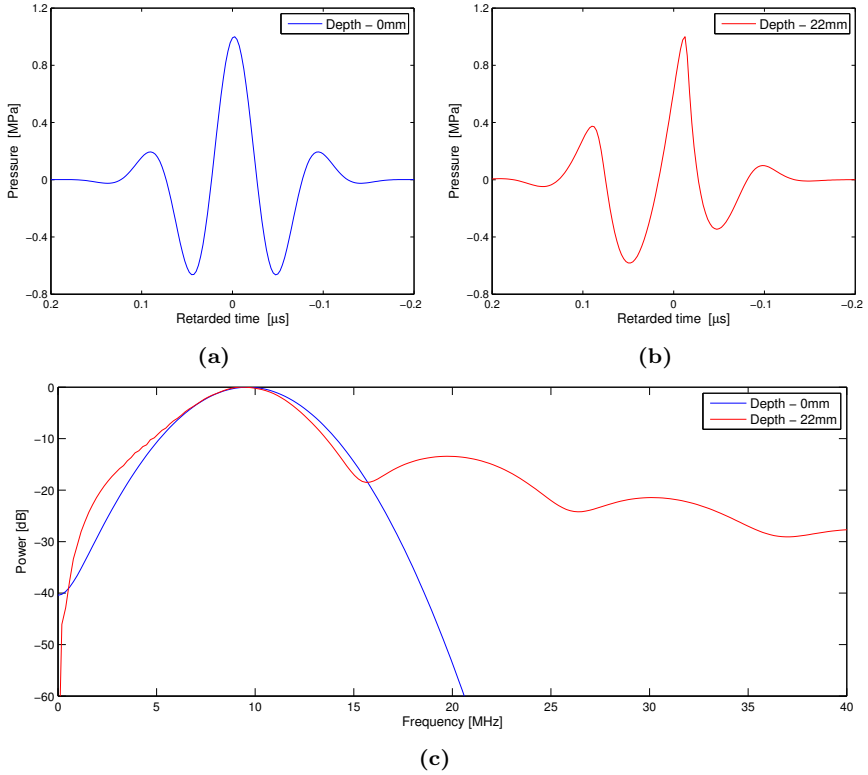 1.2
1.0
0.4
0
−0.4
−0.8
0.2
0.1
0
−0.1
−0.2
Pressure [MPa]
Retarded time [μs]
Depth − 0mm
(a)
1.2
1.0
0.4
0
−0.4
−0.8
0.2
0.1
0
−0.1
−0.2
Pressure [MPa]
Retarded time [μs]
Depth − 22mm
(b)
0
−10
−20
−30
−40
−50
−60
0
5
10
15
20
25
30
35
40
Power [dB]
Frequency [MHz]
Depth − 0mm
Depth − 22mm
(c)